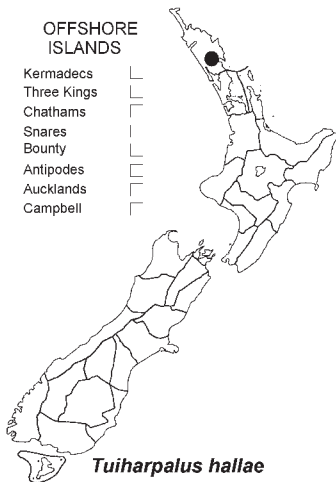 OFFSHORE
ISLANDS
Kermadecs
Three Kings
Chathams
Snares
Bounty
Antipodes
Aucklands
Campbell
Tuiharpalus hallae